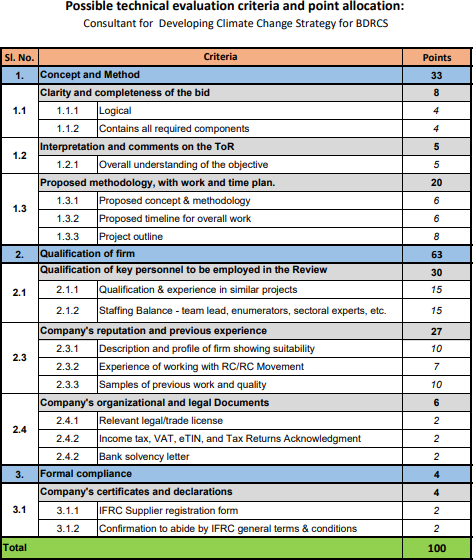 Possible technical evaluation criteria and point allocation:
Consultant for Developing Climate Change Strategy for BDRCS
Sl. No. Criteria Points
1. Concept and Method 33
1.1 Clarity and completeness of the bid 8
1.1.1 Logical 4
1.1.2 Contains all required components 4
1.2 Interpretation and comments on the ToR 5
1.2.1 Overall understanding of the objective 5
1.3 Proposed methodology, with work and time plan. 20
1.3.1 Proposed concept & methodology 6
1.3.2 Proposed timeline for overall work 6
1.3.3 Project outline 8
2. Qualification of firm 63
2.1 Qualification of key personnel to be employed in the Review 30
2.1.1 Qualification & experience in similar projects 15
2.1.2 Staffing Balance - team lead, enumerators, sectoral experts, etc. 15
2.3 Company's reputation and previous experience 27
2.3.1 Description and profile of firm showing suitability 10
2.3.2 Experience of working with RC/RC Movement 7
2.3.3 Samples of previous work and quality 10
2.4 Company's organizational and legal Documents 6
2.4.1 Relevant legal/trade license 2
2.4.2 Income tax, VAT, eTIN, and Tax Returns Acknowledgment 2
2.4.2 Bank solvency letter 2
3. Formal compliance 4
3.1 Company's certificates and declarations 4
3.1.1 IFRC Supplier registration form 2
3.1.2 Confirmation to abide by IFRC general terms & conditions 2
Total 100